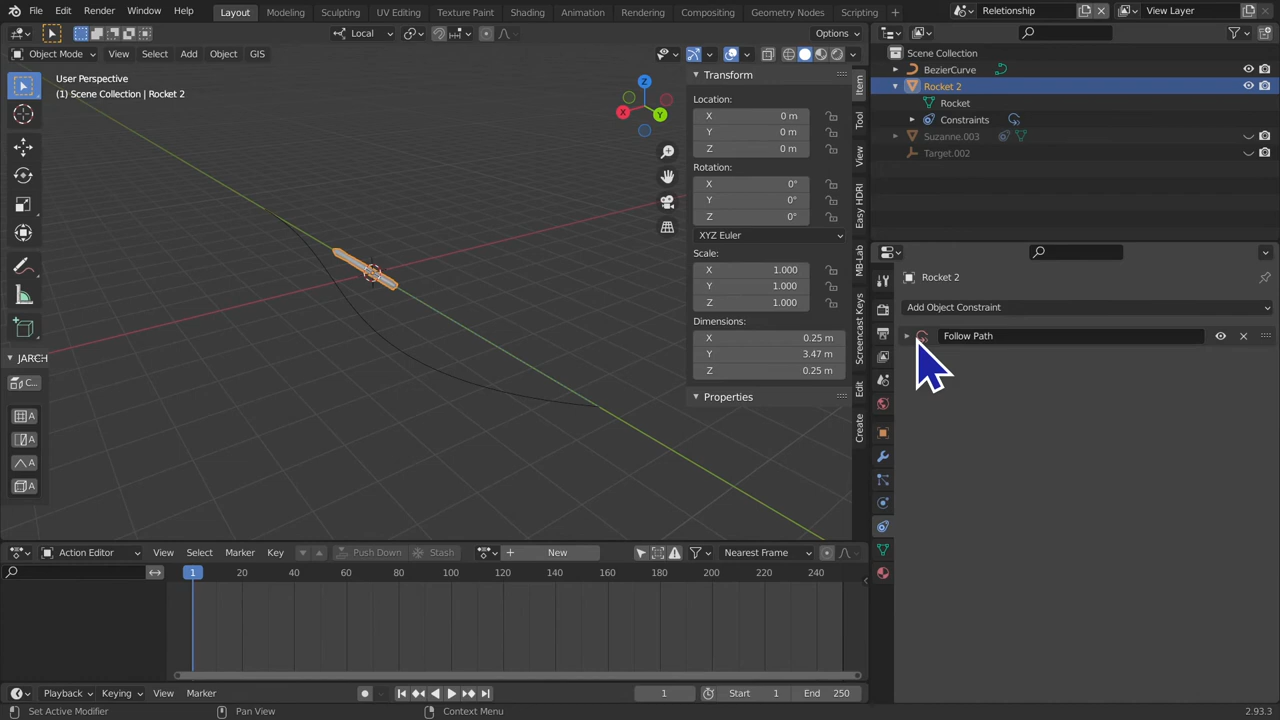 File Edit Render Window Help Layout Modeling Sculpting UV Editing Texture Paint Shading Animation Rendering Compositing Geometry Nodes Scripting + Relationship View Layer
Local Options
Object Mode View Select Add Object GIS
User Perspective
(1) Scene Collection | Rocket 2
Z
X
Y
JARCH
C...
A
A
A
A
Transform
Location:
X 0 m
Y 0 m
Z 0 m
Rotation:
X 0°
Y 0°
Z 0°
XYZ Euler
Scale:
X 1.000
Y 1.000
Z 1.000
Dimensions:
X 0.25 m
Y 3.47 m
Z 0.25 m
Properties
Item
Tool
View
Easy HDRI
MB-Lab
Screencast Keys
Edit
Create
Scene Collection
BezierCurve
Rocket 2
Rocket
Constraints
Suzanne.003
Target.002
Rocket 2
Add Object Constraint
Follow Path
Action Editor View Select Marker Key Push Down Stash + New Nearest Frame
1 20 40 60 80 100 120 140 160 180 200 220 240
Playback Keying View Marker 1 Start 1 End 250
Set Active Modifier Pan View Context Menu 2.93.3